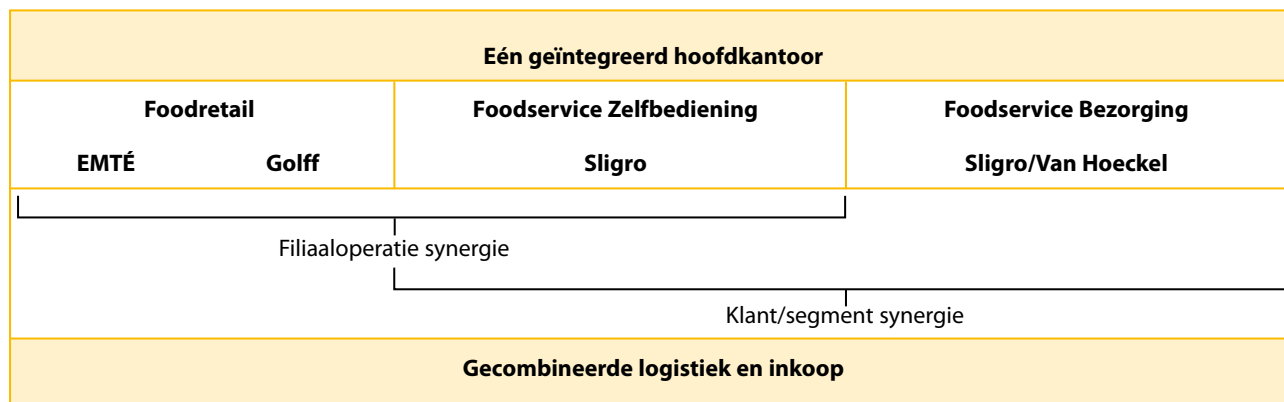 Eén geïntegreerd hoofdkantoor
Foodretail Foodservice Zelfbediening Foodservice Bezorging
EMTÉ Golff Sligro Sligro/Van Hoeckel
Filiaaloperatie synergie
Klant/segment synergie
Gecombineerde logistiek en inkoop